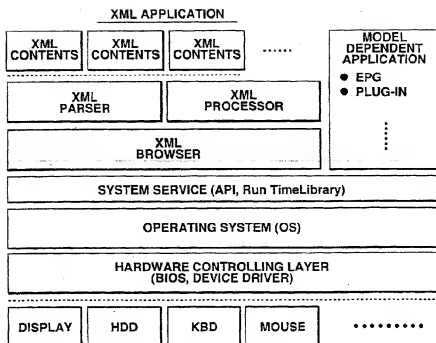 XML APPLICATION
XML CONTENTS
XML CONTENTS
XML CONTENTS
......
MODEL DEPENDENT APPLICATION
● EPG
● PLUG-IN
XML PARSER
XML PROCESSOR
XML BROWSER
SYSTEM SERVICE (API, Run TimeLibrary)
OPERATING SYSTEM (OS)
HARDWARE CONTROLLING LAYER
(BIOS, DEVICE DRIVER)
DISPLAY
HDD
KBD
MOUSE
.........